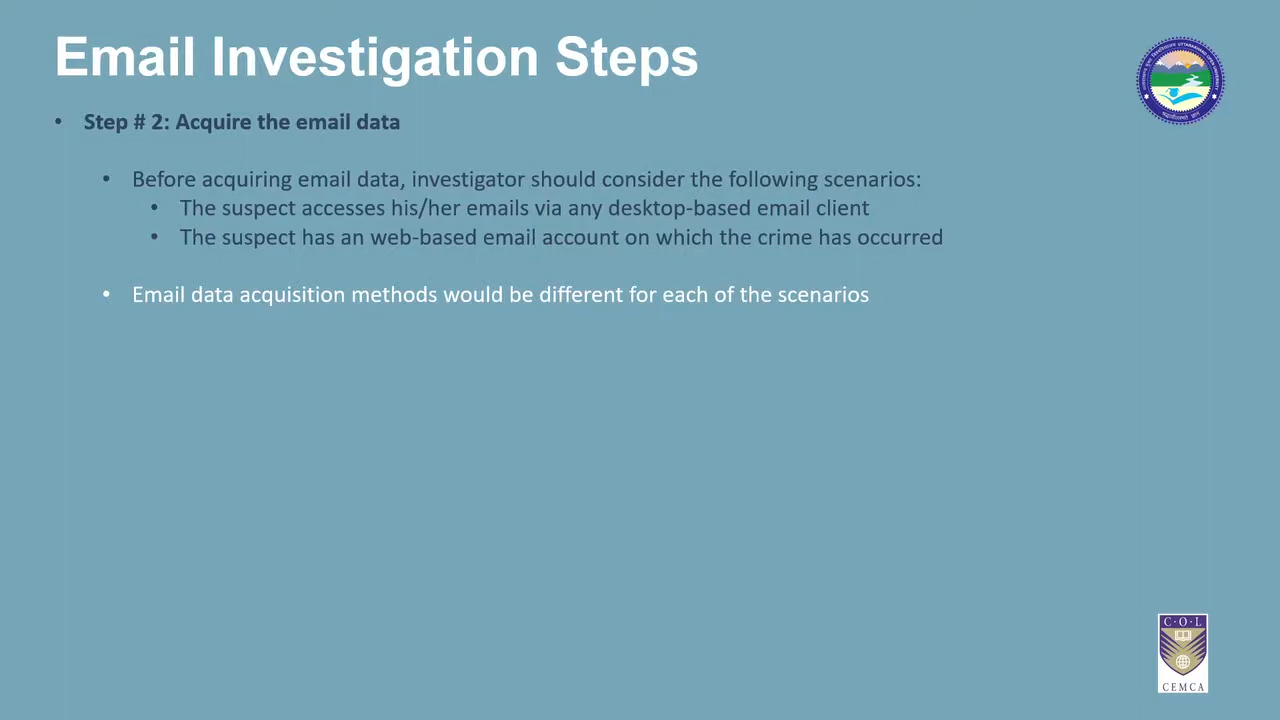 Email Investigation Steps
• Step # 2: Acquire the email data
• Before acquiring email data, investigator should consider the following scenarios:
• The suspect accesses his/her emails via any desktop-based email client
• The suspect has an web-based email account on which the crime has occurred
• Email data acquisition methods would be different for each of the scenarios
C·O·L
CEMCA